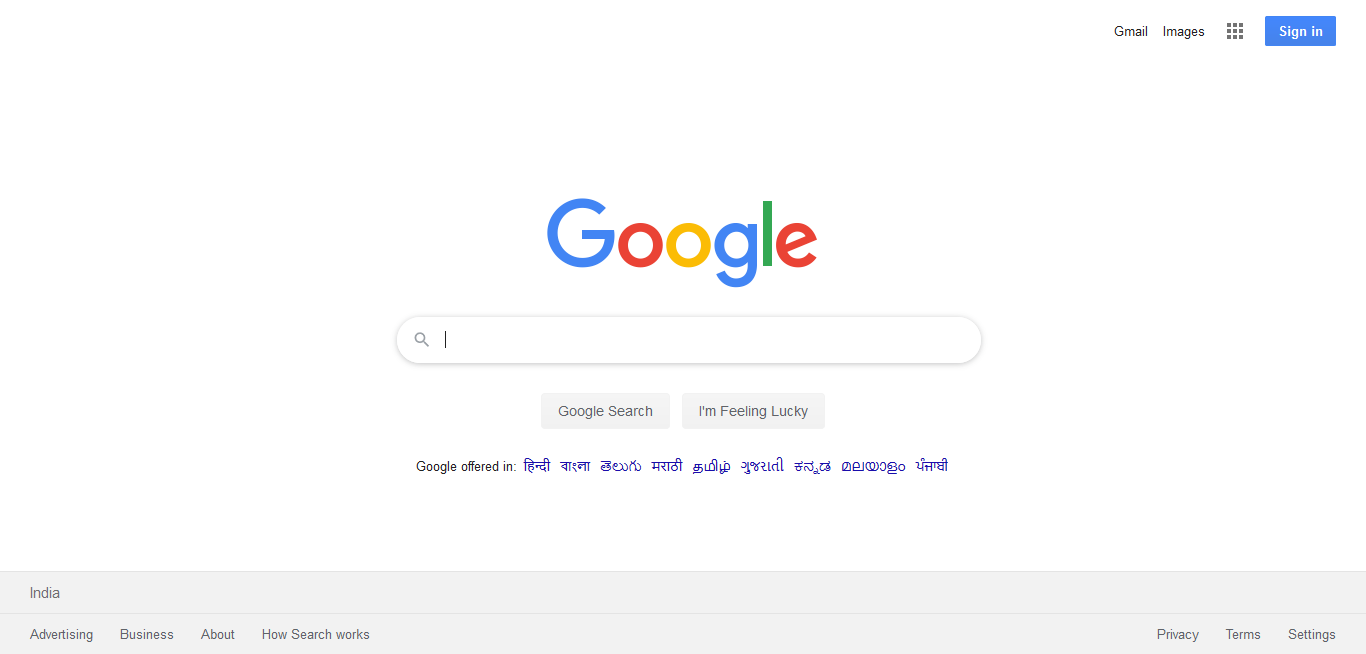 Gmail Images Sign in
Google
Google Search I'm Feeling Lucky
Google offered in: हिन्दी বাংলা తెలుగు मराठी தமிழ் ગુજરાતી ಕನ್ನಡ മലയാളം ਪੰਜਾਬੀ
India
Advertising Business About How Search works Privacy Terms Settings